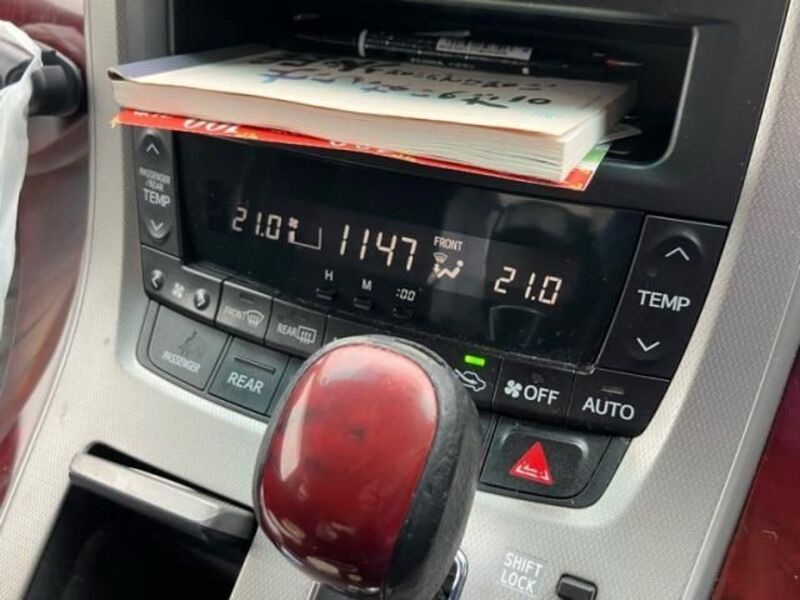 PASSENGER
/REAR
TEMP
21.0
1147
FRONT
21.0
H
M
:00
TEMP
FRONT
REAR
PASSENGER
REAR
OFF
AUTO
SHIFT
LOCK